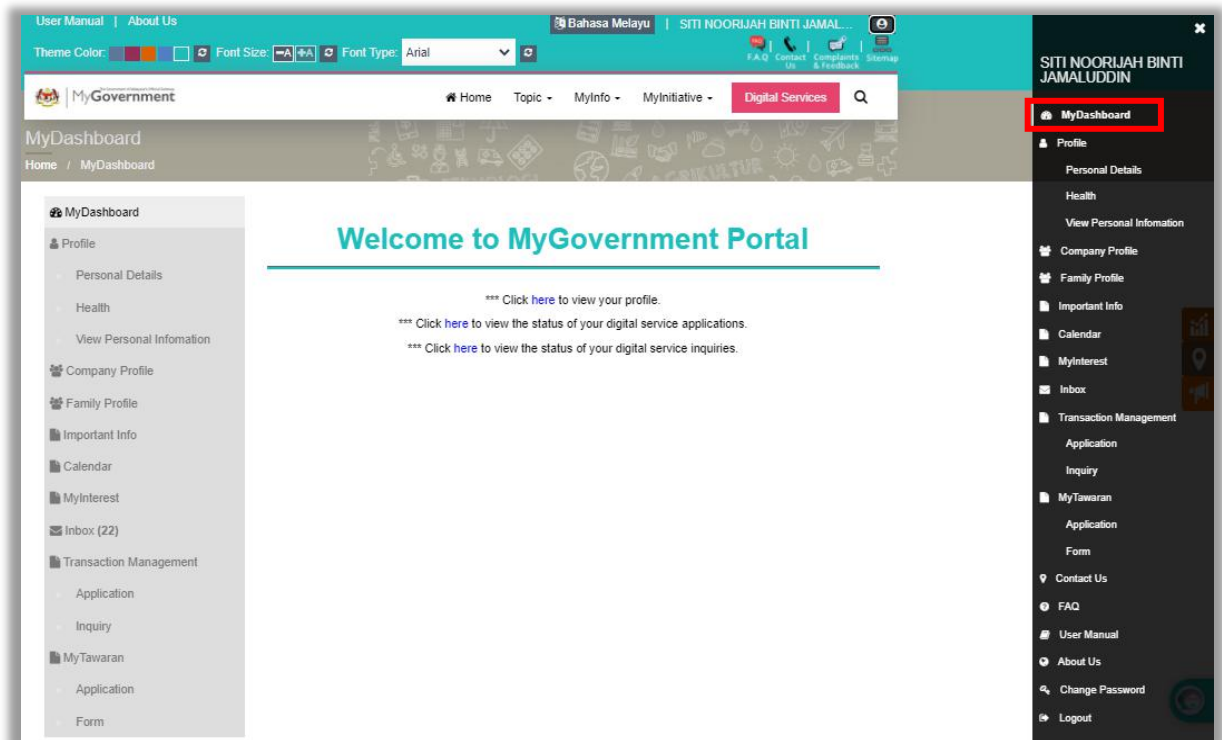 User Manual | About Us
Bahasa Melayu | SITI NOORIJAH BINTI JAMAL...
Theme Color: Font Size: -A +A Font Type: Arial
F.A.Q Contact Us Complaints & Feedback Sitemap
MyGovernment
Home Topic MyInfo MyInitiative Digital Services
MyDashboard
Home / MyDashboard
AGRIKULTUR
MyDashboard
Profile
Personal Details
Health
View Personal Infomation
Company Profile
Family Profile
Important Info
Calendar
MyInterest
Inbox (22)
Transaction Management
Application
Inquiry
MyTawaran
Application
Form
Welcome to MyGovernment Portal
*** Click here to view your profile.
*** Click here to view the status of your digital service applications.
*** Click here to view the status of your digital service inquiries.
SITI NOORIJAH BINTI
JAMALUDDIN
MyDashboard
Profile
Personal Details
Health
View Personal Infomation
Company Profile
Family Profile
Important Info
Calendar
MyInterest
Inbox
Transaction Management
Application
Inquiry
MyTawaran
Application
Form
Contact Us
FAQ
User Manual
About Us
Change Password
Logout